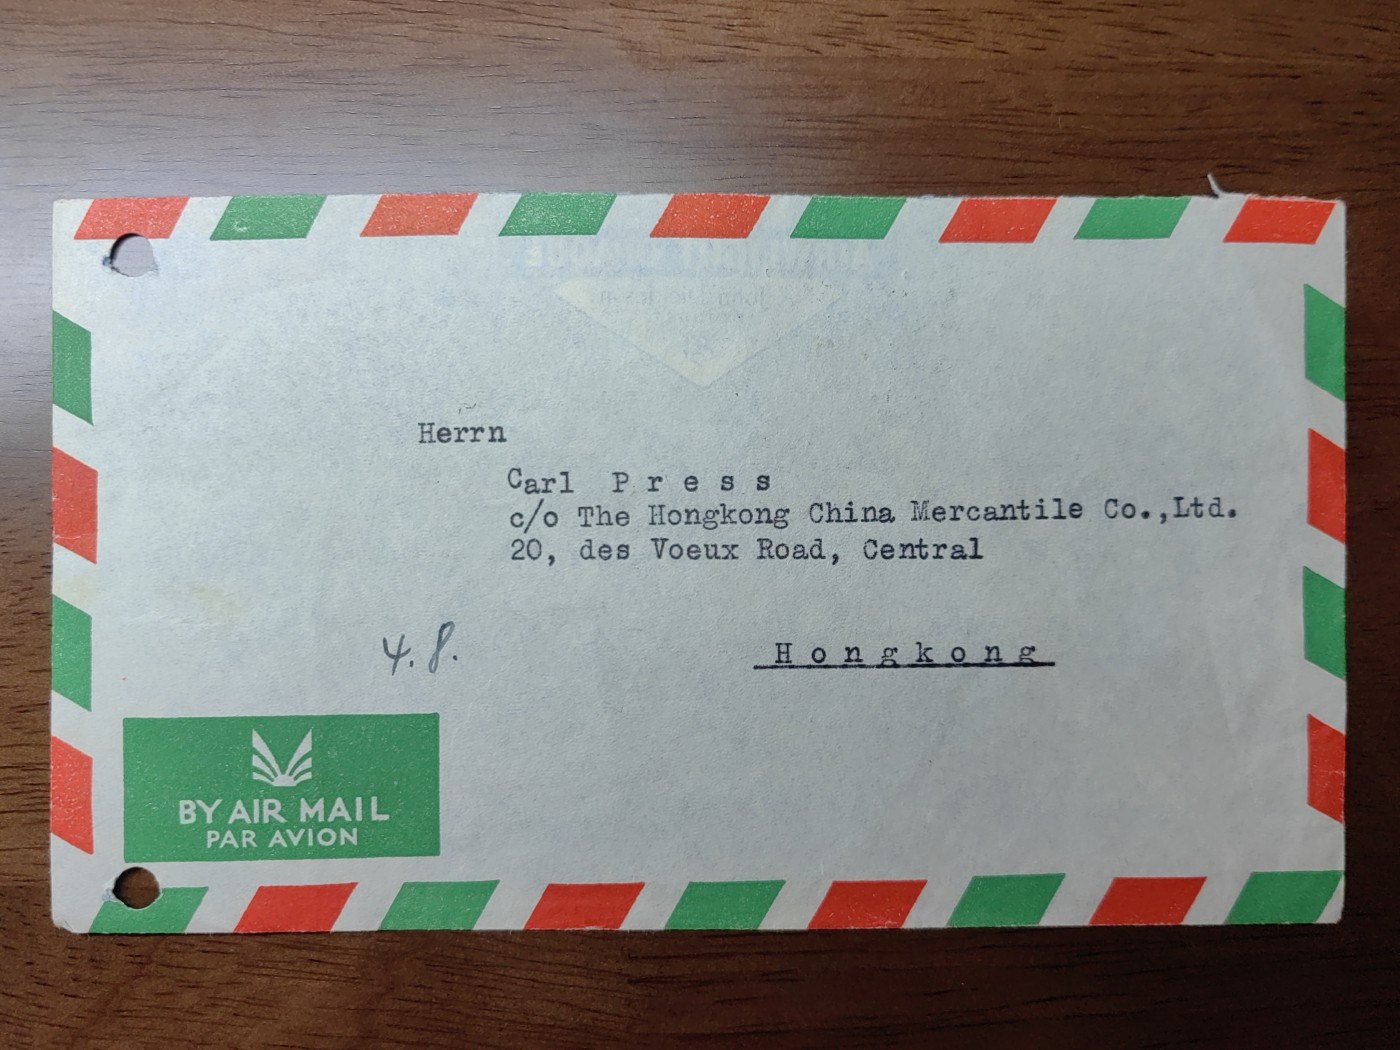 Herrn
Carl P r e s s
c/o The Hongkong China Mercantile Co.,Ltd.
20, des Voeux Road, Central
4.8.
H o n g k o n g
BY AIR MAIL
PAR AVION